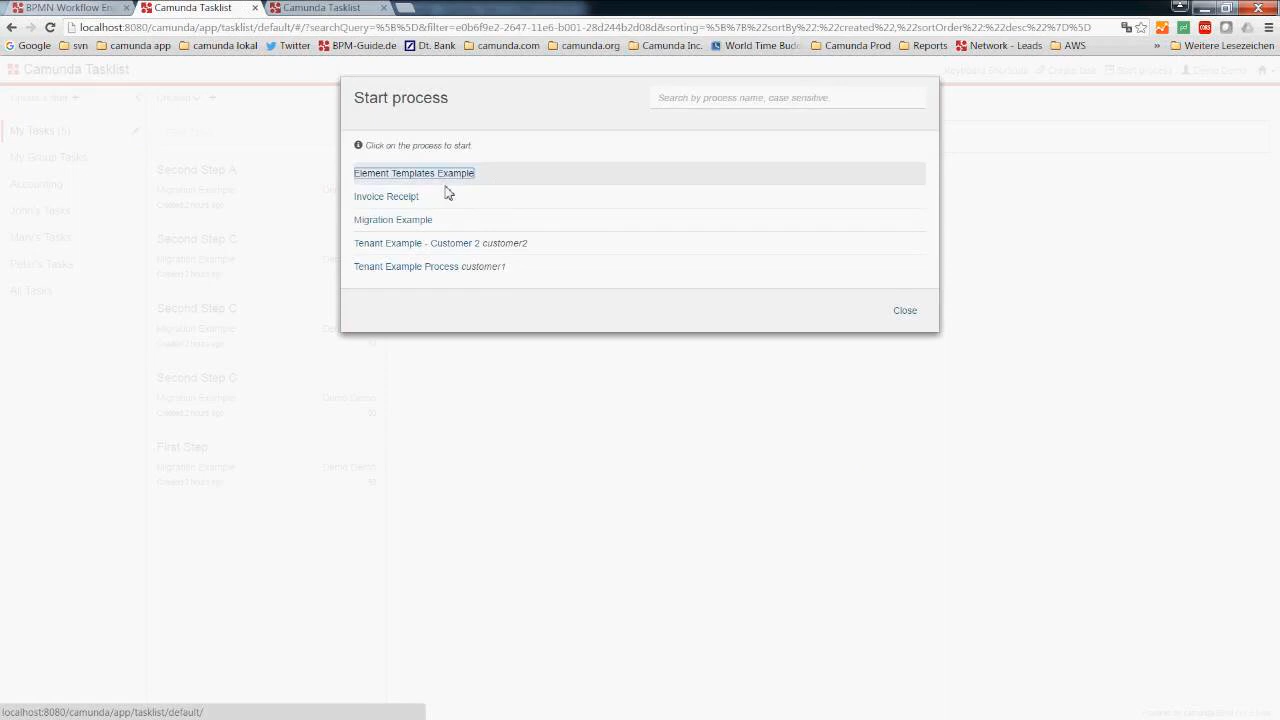 BPMN Workflow En
Camunda Tasklist
Camunda Tasklist
localhost:8080/camunda/app/tasklist/default/#/?searchQuery=%5B%5D&filter=e0b6f9e2-2647-11e6-b031-28d244b2d08d&sorting=%5B%7B%22sortBy%22:%22created%22,%22sortOrder%22:%22desc%22%7D%5D
Google svn camunda app camunda lokal Twitter BPM-Guide.de Dt. Bank camunda.com camunda.org Camunda Inc. World Time Budd Camunda Prod Reports Network - Leads AWS » Weitere Lesezeichen
Camunda Tasklist
Keyboard Shortcuts Create task Start process Demo Demo
Create a filter +
Created +
My Tasks (5)
My Group Tasks
Accounting
John's Tasks
Mary's Tasks
Peter's Tasks
All Tasks
Second Step A
Migration Example
Created 2 hours ago
Second Step C
Migration Example
Created 2 hours ago
Second Step C
Migration Example
Created 2 hours ago
50
Second Step C
Migration Example Demo Demo
Created 2 hours ago 50
First Step
Migration Example Demo Demo
Created 2 hours ago 50
Start process
Search by process name, case sensitive.
Click on the process to start.
Element Templates Example
Invoice Receipt
Migration Example
Tenant Example - Customer 2 customer2
Tenant Example Process customer1
Close
localhost:8080/camunda/app/tasklist/default/